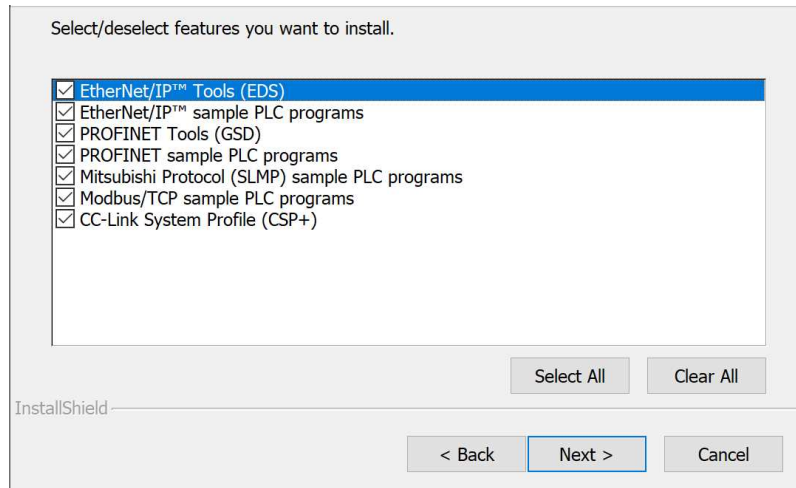 Select/deselect features you want to install.
EtherNet/IP™ Tools (EDS)
EtherNet/IP™ sample PLC programs
PROFINET Tools (GSD)
PROFINET sample PLC programs
Mitsubishi Protocol (SLMP) sample PLC programs
Modbus/TCP sample PLC programs
CC-Link System Profile (CSP+)
Select All Clear All
InstallShield
< Back Next > Cancel